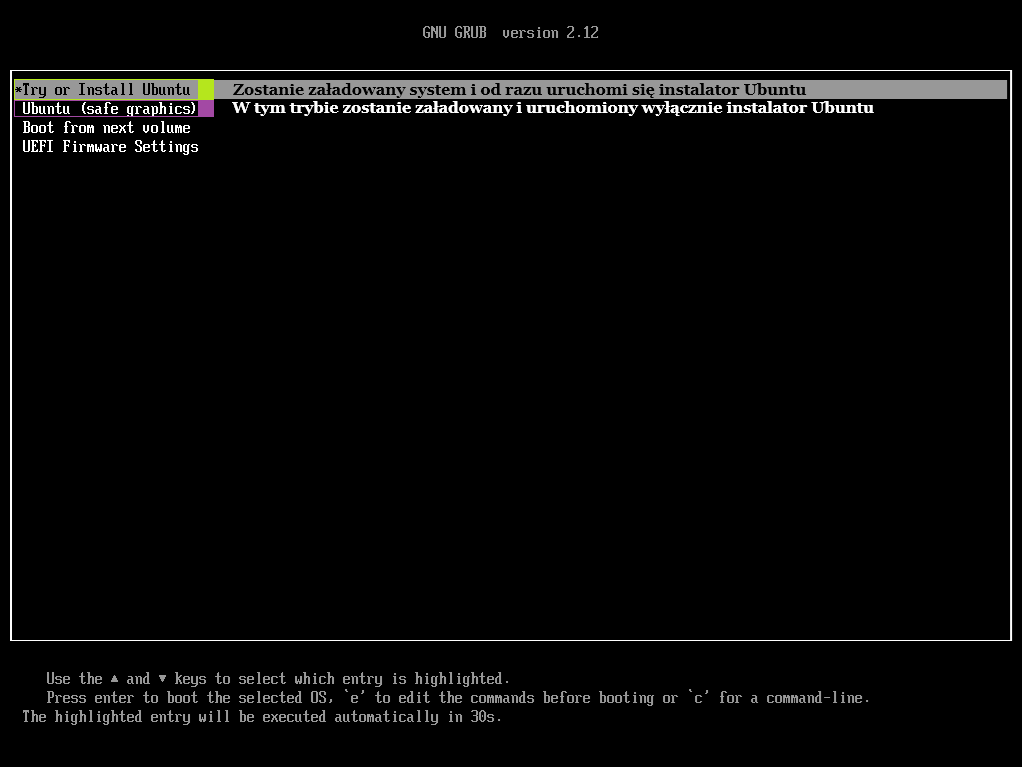 GNU GRUB  version 2.12
*Try or Install Ubuntu Zostanie załadowany system i od razu uruchomi się instalator Ubuntu
Ubuntu (safe graphics) W tym trybie zostanie załadowany i uruchomiony wyłącznie instalator Ubuntu
Boot from next volume
UEFI Firmware Settings
Use the ▲ and ▼ keys to select which entry is highlighted.
Press enter to boot the selected OS, `e' to edit the commands before booting or `c' for a command-line.
The highlighted entry will be executed automatically in 30s.